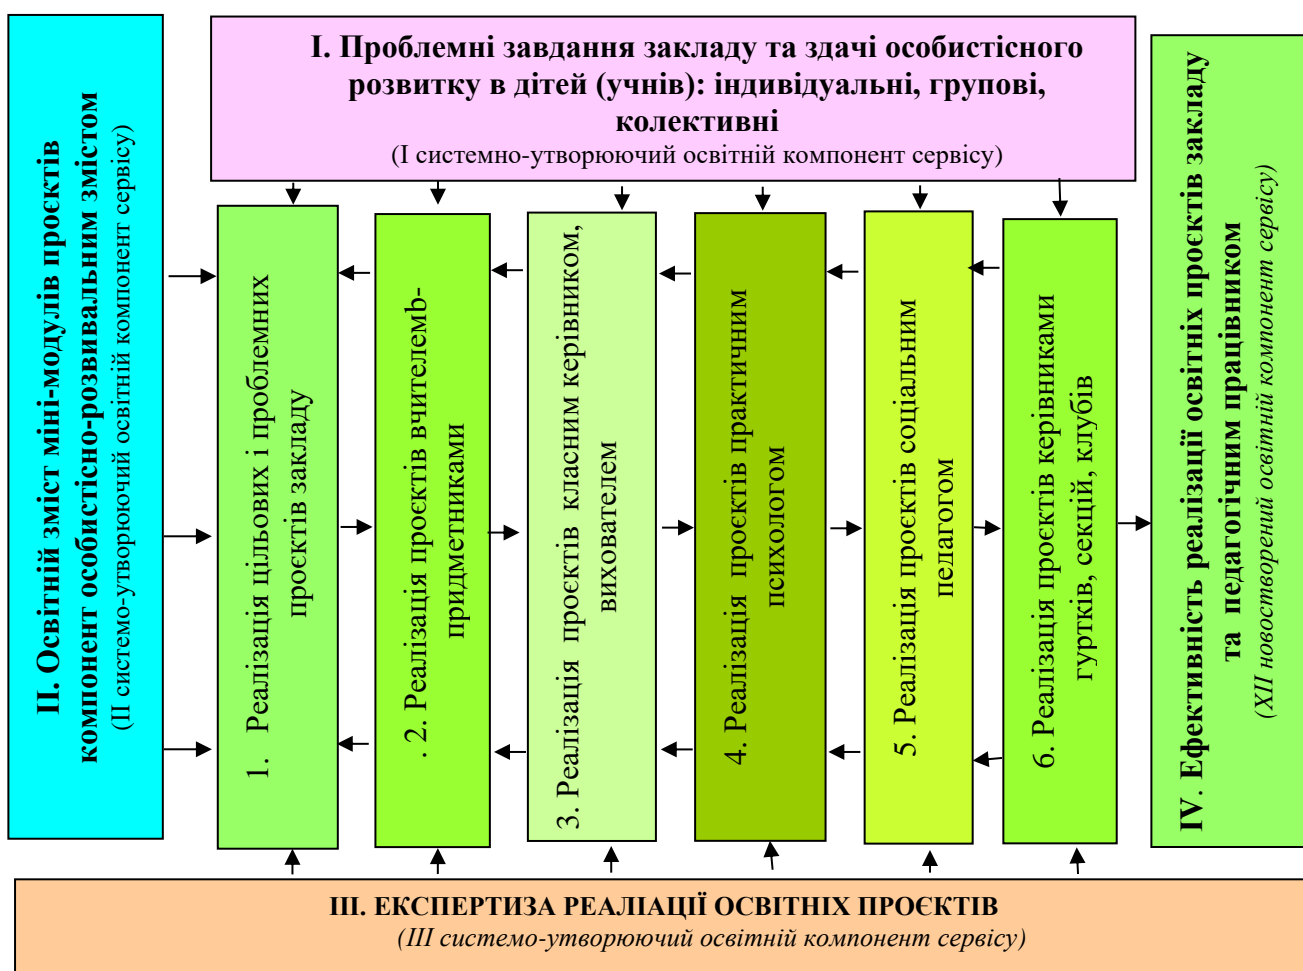 І. Проблемні завдання закладу та здачі особистісного
розвитку в дітей (учнів): індивідуальні, групові,
колективні
(І системно-утворюючий освітній компонент сервісу)
ІІ. Освітній зміст міні-модулів проєктів
компонент особистісно-розвивальним змістом
(ІІ системо-утворюючий освітній компонент сервісу)
1. Реалізація цільових і проблемних
проєктів закладу
. 2. Реалізація проєктів вчителемb-
придметниками
3. Реалізація проєктів класним керівником,
вихователем
4. Реалізація проєктів практичним
психологом
5. Реалізація проєктів соціальним
педагогом
6. Реалізація проєктів керівниками
гуртків, секцій, клубів
IV. Ефективність реалізації освітніх проєктів закладу
та педагогічним працівником
(XII новостворений освітній компонент сервісу)
ІІІ. ЕКСПЕРТИЗА РЕАЛІАЦІЇ ОСВІТНІХ ПРОЄКТІВ
(ІІІ системо-утворюючий освітній компонент сервісу)